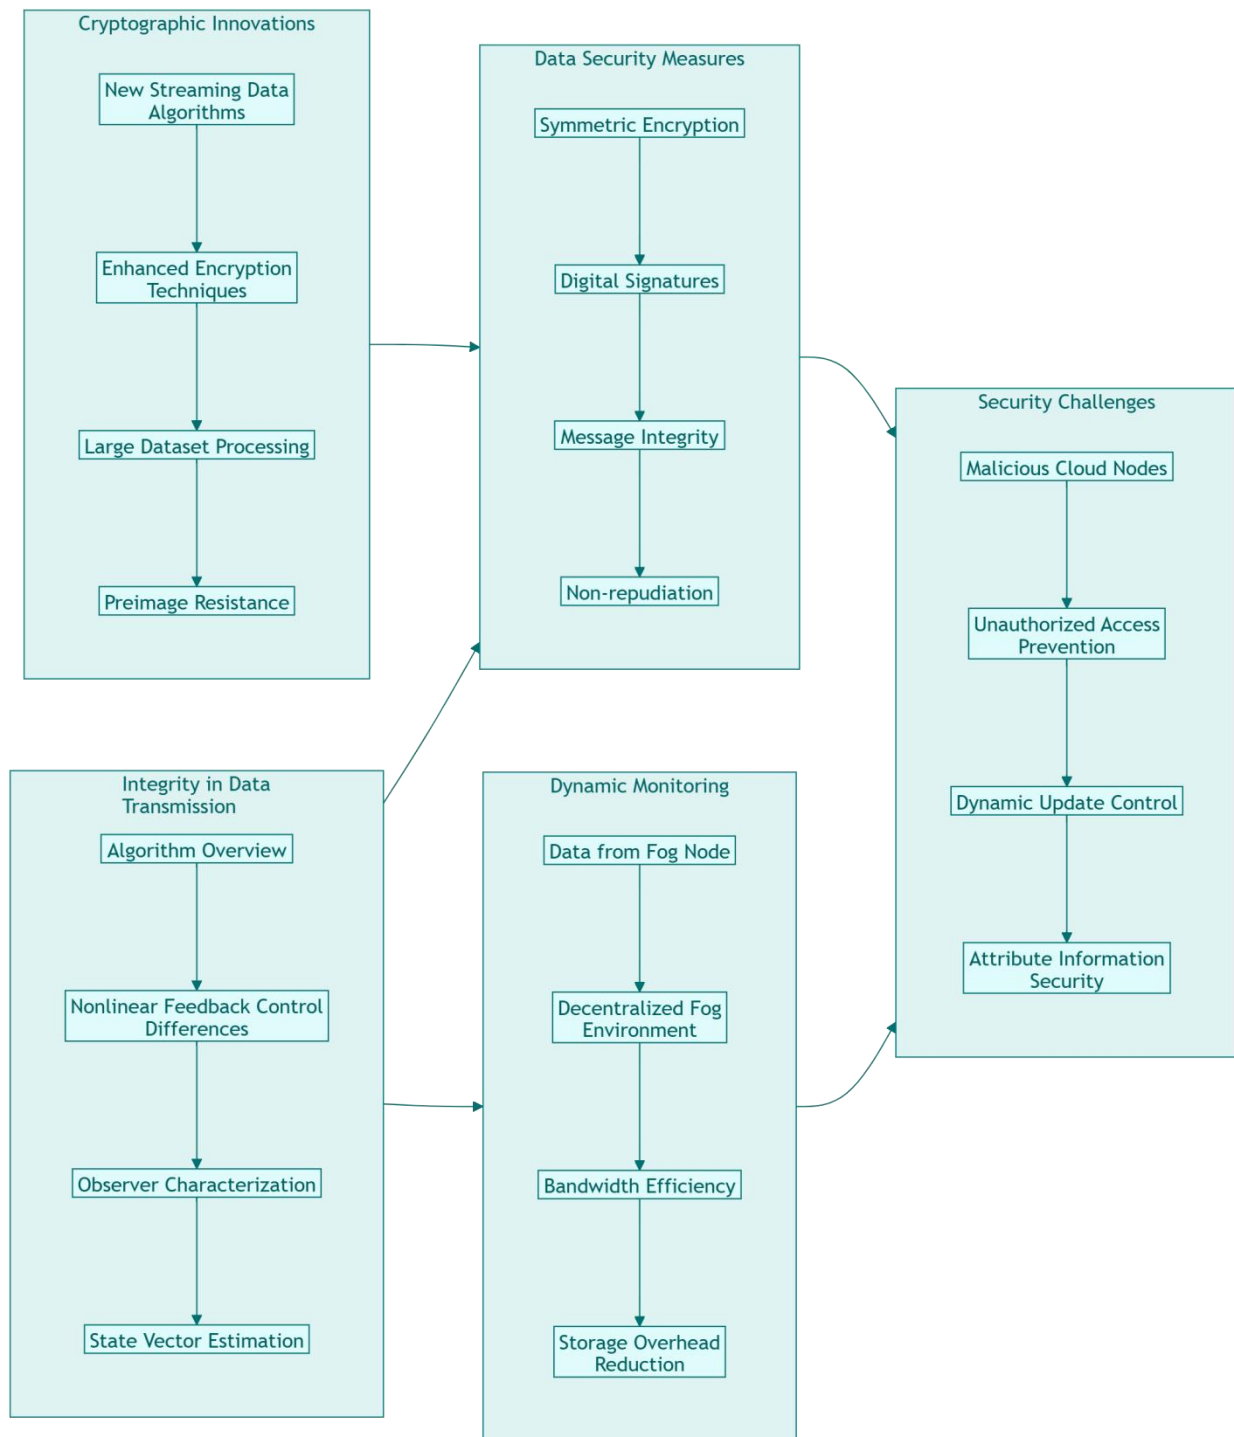 Cryptographic Innovations
New Streaming Data
Algorithms
Enhanced Encryption
Techniques
Large Dataset Processing
Preimage Resistance
Data Security Measures
Symmetric Encryption
Digital Signatures
Message Integrity
Non-repudiation
Integrity in Data
Transmission
Algorithm Overview
Nonlinear Feedback Control
Differences
Observer Characterization
State Vector Estimation
Dynamic Monitoring
Data from Fog Node
Decentralized Fog
Environment
Bandwidth Efficiency
Storage Overhead
Reduction
Security Challenges
Malicious Cloud Nodes
Unauthorized Access
Prevention
Dynamic Update Control
Attribute Information
Security